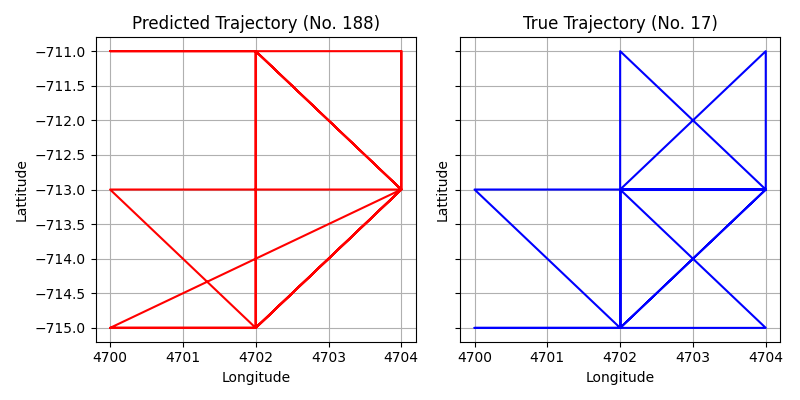 Predicted Trajectory (No. 188)
True Trajectory (No. 17)
−711.0
−711.5
−712.0
−712.5
−713.0
−713.5
−714.0
−714.5
−715.0
Lattitude
Lattitude
4700 4701 4702 4703 4704
4700 4701 4702 4703 4704
Longitude
Longitude